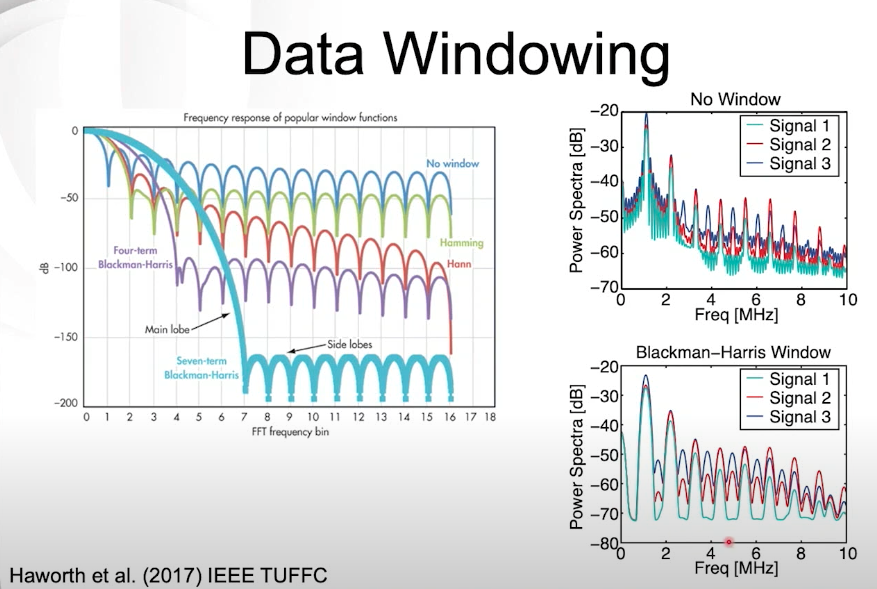 Data Windowing
Frequency response of popular window functions
0
−50
−100
−150
−200
dB
No window
Hamming
Hann
Four-term
Blackman-Harris
Main lobe
Side lobes
Seven-term
Blackman-Harris
0 1 2 3 4 5 6 7 8 9 10 11 12 13 14 15 16 17 18
FFT frequency bin
No Window
Signal 1
Signal 2
Signal 3
−20
−30
−40
−50
−60
−70
Power Spectra [dB]
0 2 4 6 8 10
Freq [MHz]
Blackman−Harris Window
Signal 1
Signal 2
Signal 3
−20
−30
−40
−50
−60
−70
−80
Power Spectra [dB]
0 2 4 6 8 10
Freq [MHz]
Haworth et al. (2017) IEEE TUFFC